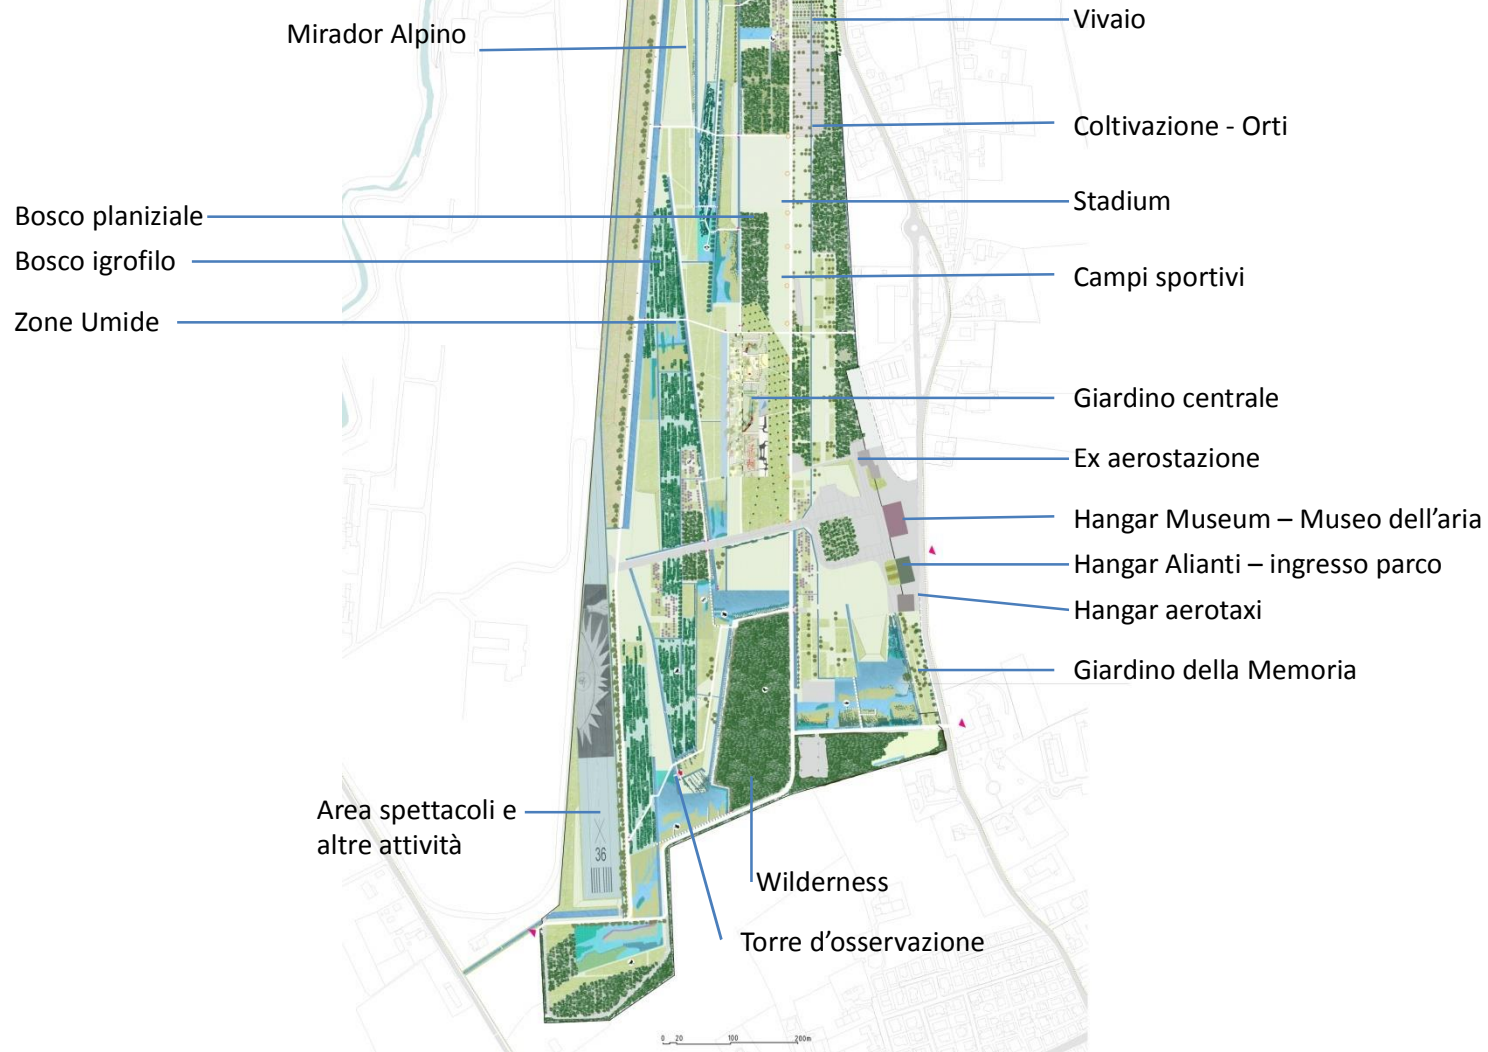 Mirador Alpino
Vivaio
Coltivazione - Orti
Stadium
Bosco planiziale
Bosco igrofilo
Campi sportivi
Zone Umide
Giardino centrale
Ex aerostazione
Hangar Museum – Museo dell'aria
Hangar Alianti – ingresso parco
Hangar aerotaxi
Giardino della Memoria
Area spettacoli e
altre attività
36
Wilderness
Torre d'osservazione
0 20 100 200m